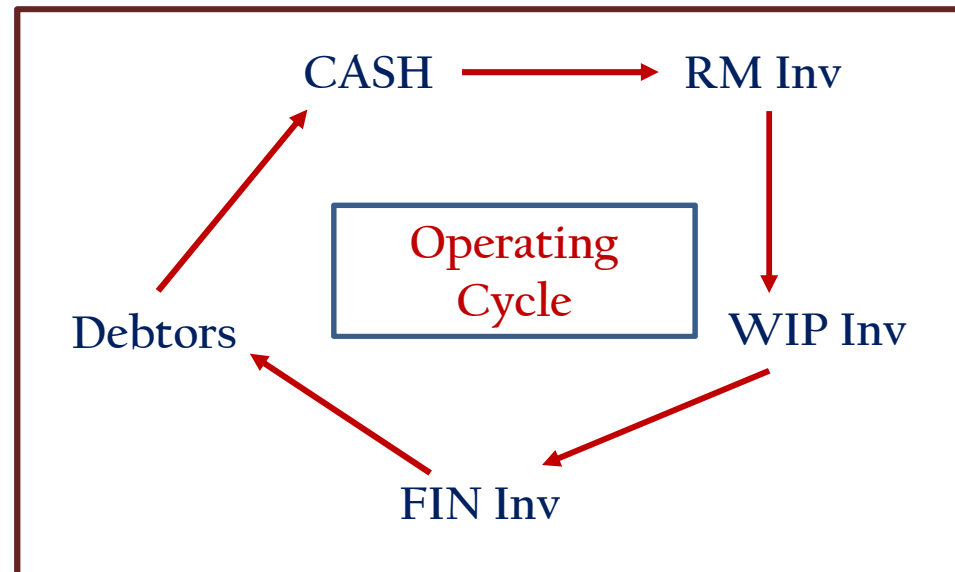 CASH
RM Inv
Operating
Cycle
Debtors
WIP Inv
FIN Inv